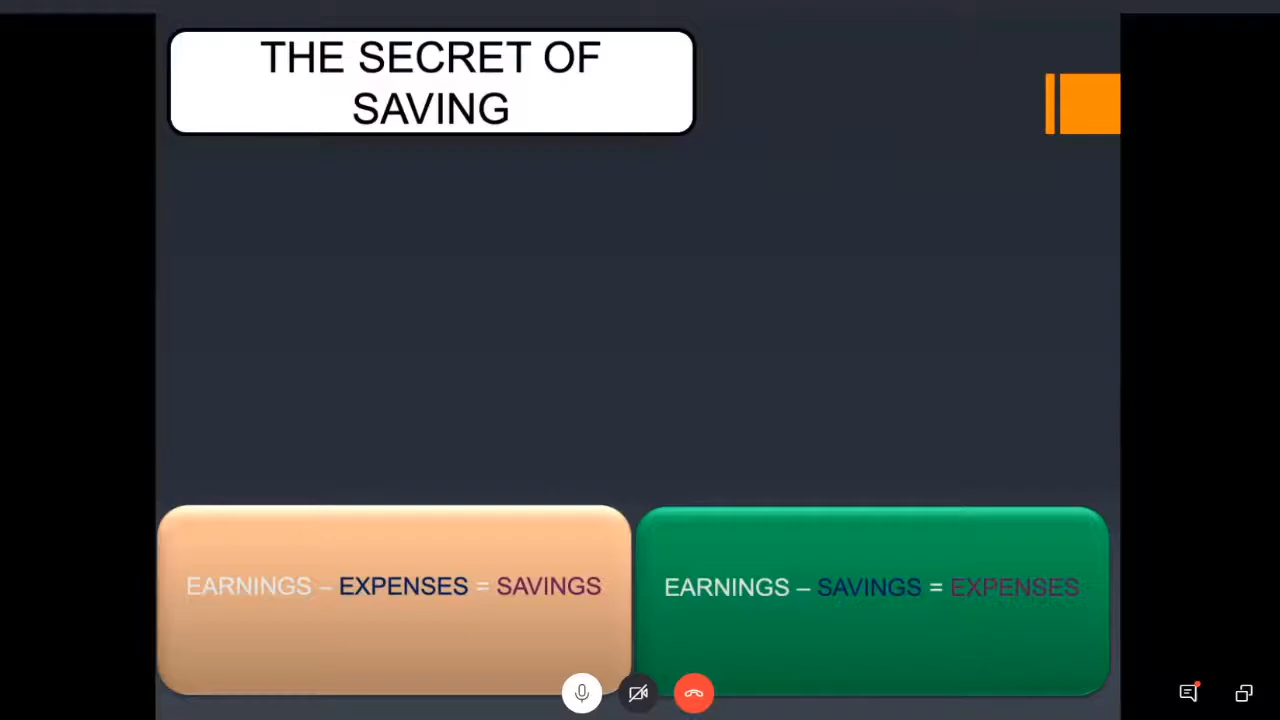 THE SECRET OF
SAVING
EARNINGS – EXPENSES = SAVINGS
EARNINGS – SAVINGS = EXPENSES